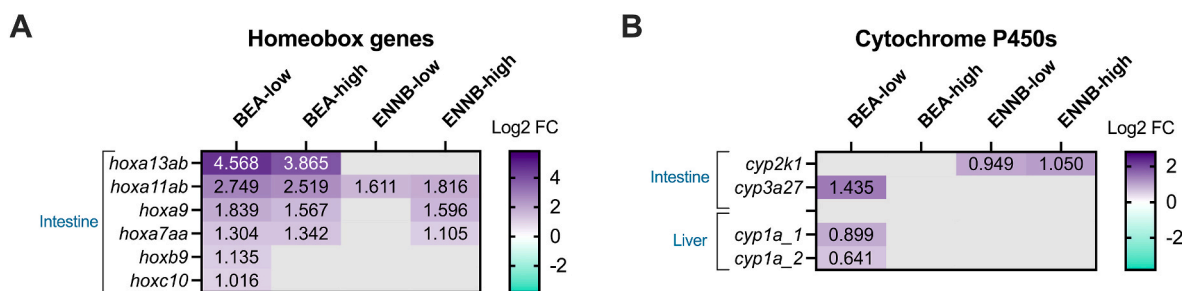 A
Homeobox genes
BEA-low BEA-high ENNB-low ENNB-high
Log2 FC
Intestine
hoxa13ab 4.568 3.865
hoxa11ab 2.749 2.519 1.611 1.816
hoxa9 1.839 1.567 1.596
hoxa7aa 1.304 1.342 1.105
hoxb9 1.135
hoxc10 1.016
4
2
0
-2
B
Cytochrome P450s
BEA-low BEA-high ENNB-low ENNB-high
Log2 FC
Intestine
cyp2k1 0.949 1.050
cyp3a27 1.435
Liver
cyp1a_1 0.899
cyp1a_2 0.641
2
1
0
-1
-2